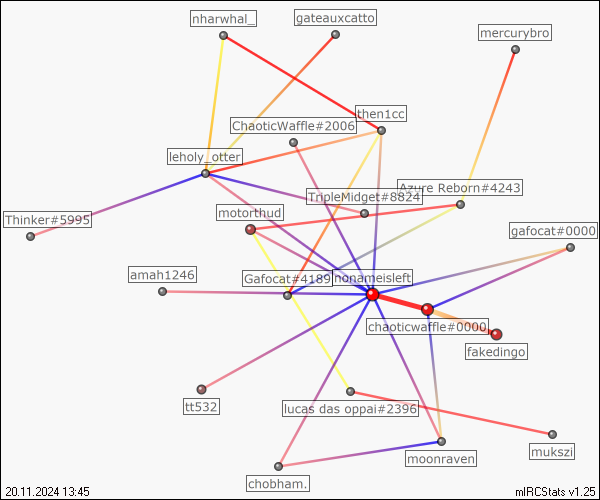 nharwhal_
gateauxcatto
mercurybro
then1cc
ChaoticWaffle#2006
leholy_otter
Azure Reborn#4243
TripleMidget#8824
motorthud
Thinker#5995
gafocat#0000
amah1246
Gafocat#4189
nonameisleft
chaoticwaffle#0000
fakedingo
tt532
lucas das oppai#2396
mukszi
moonraven
chobham.
20.11.2024 13:45
mIRCStats v1.25